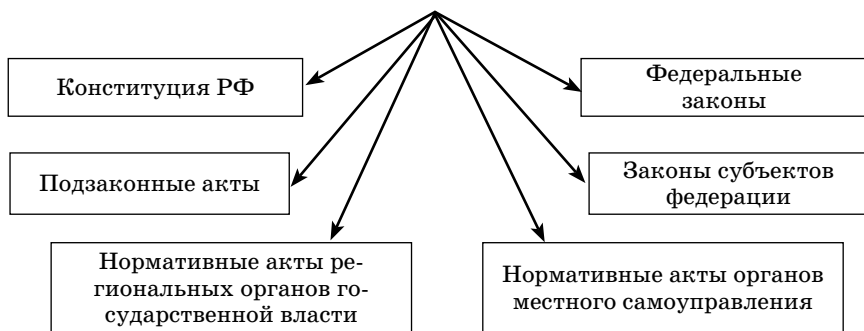 Конституция РФ
Федеральные
законы
Подзаконные акты
Законы субъектов
федерации
Нормативные акты ре-
гиональных органов го-
сударственной власти
Нормативные акты органов
местного самоуправления